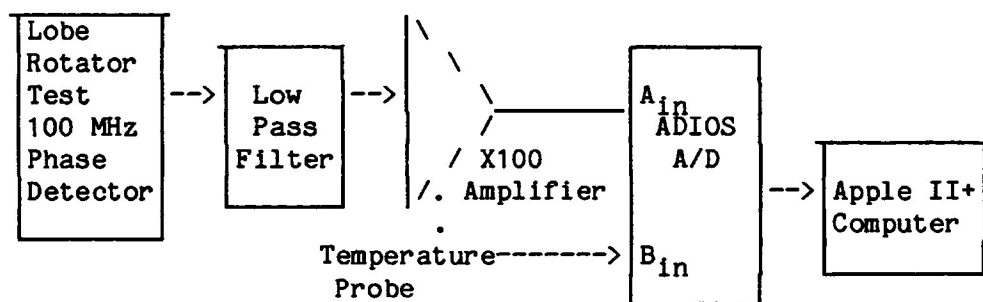 Lobe
Rotator
Test
100 MHz
Phase
Detector
Low
Pass
Filter
X100
Amplifier
Temperature
Probe
Ain
ADIOS
A/D
Bin
Apple II+
Computer